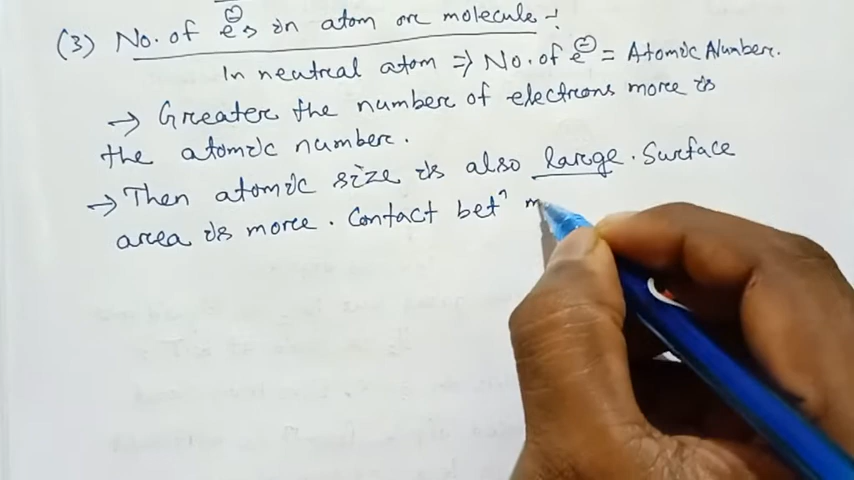 (3) No. of e⊖s in atom or molecule :-
In neutral atom ⇒ No. of e⊖ = Atomic Number.
→ Greater the number of electrons more is
the atomic number.
→ Then atomic size is also large. Surface
area is more. Contact betⁿ m